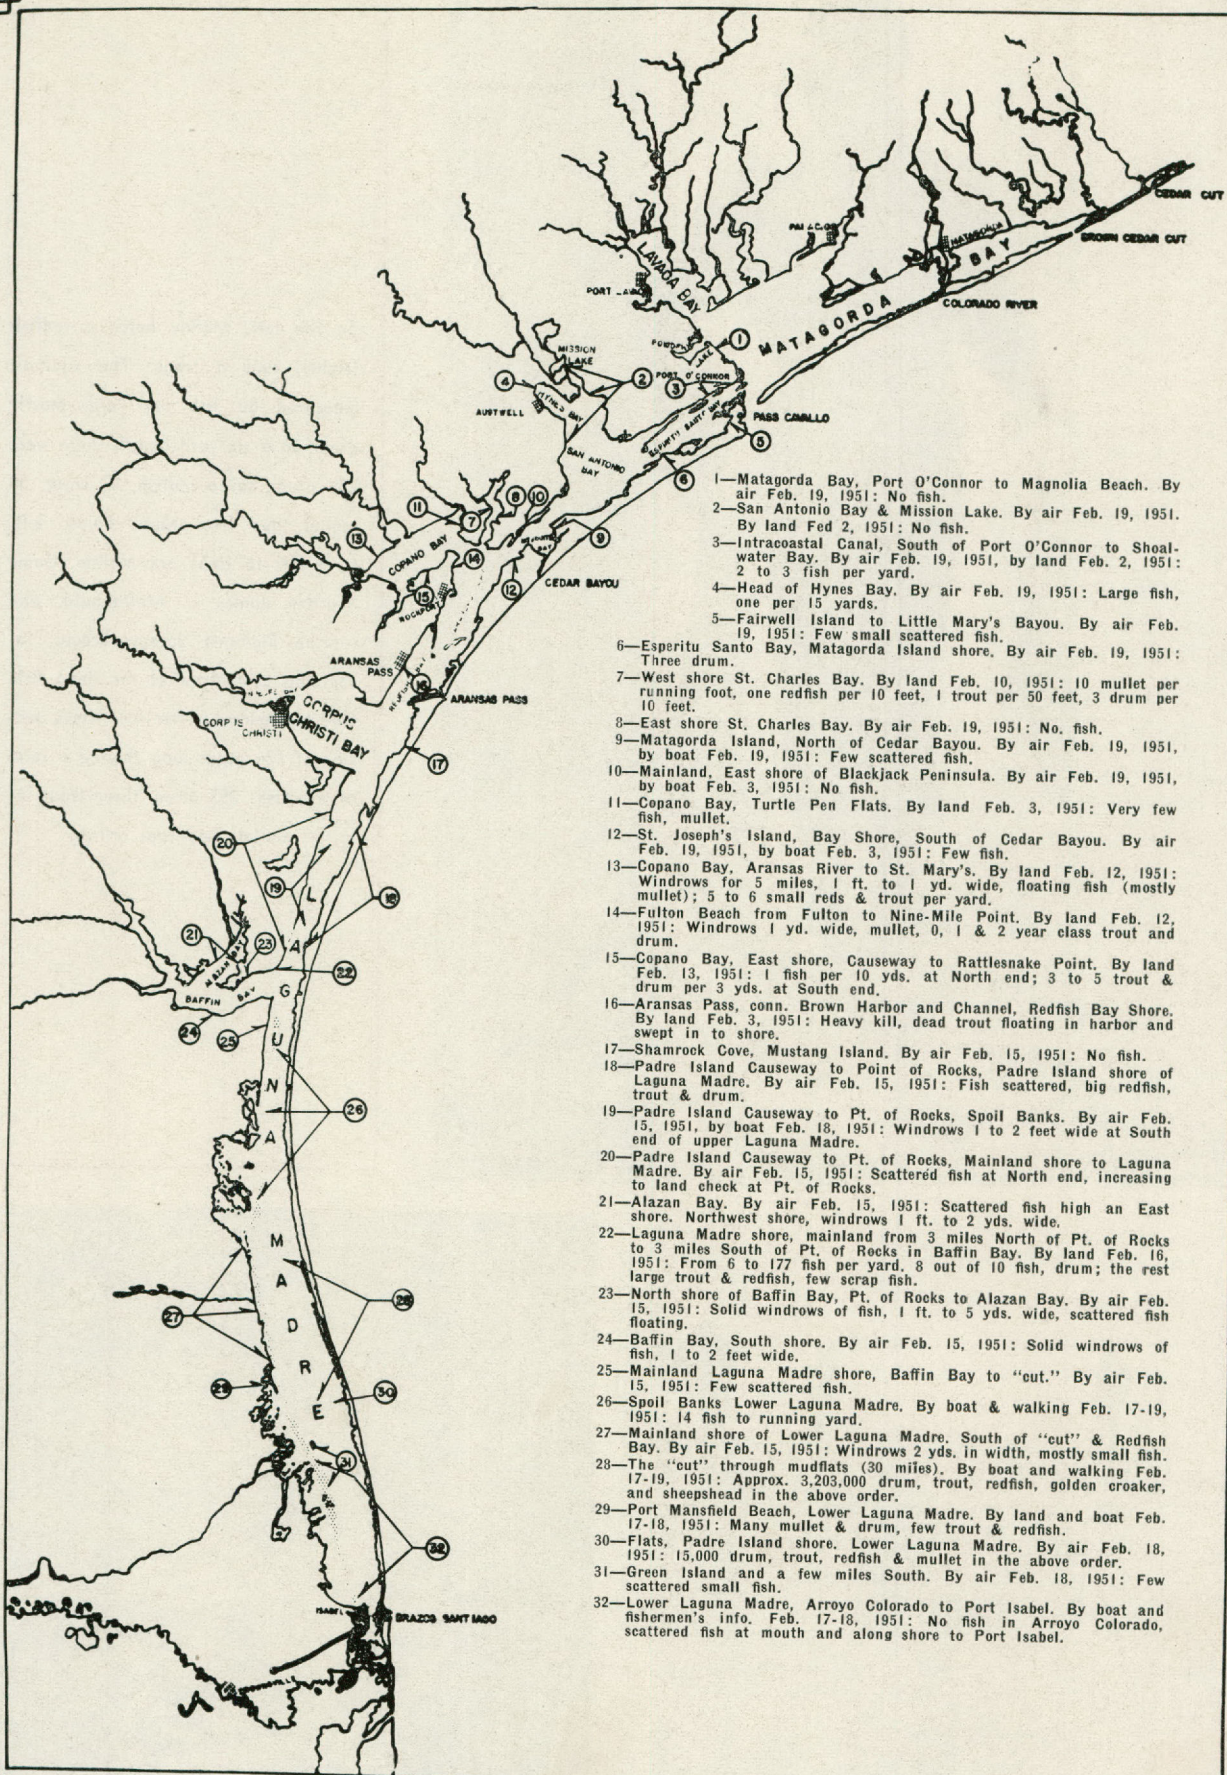 CEDAR CUT
BROWN CEDAR CUT
MATAGORDA
BAY
COLORADO RIVER
MATAGORDA
LAVACA BAY
MISSION
LAKE
PORT O'CONNOR
AUSTWELL
PASS CAVALLO
SAN ANTONIO
BAY
COPANO BAY
CEDAR BAYOU
ROCKPORT
ARANSAS
PASS
ARANSAS PASS
CORPUS
CHRISTI BAY
CORPUS
CHRISTI
BAFFIN BAY
L
A
G
U
N
A
M
A
D
R
E
ISABEL
BRAZOS SANTIAGO
1
2
3
4
5
6
7
8
9
10
11
12
13
14
15
16
17
18
19
20
21
22
23
24
25
26
27
28
29
30
31
32
1—Matagorda Bay, Port O'Connor to Magnolia Beach. By
air Feb. 19, 1951: No fish.
2—San Antonio Bay & Mission Lake. By air Feb. 19, 1951.
By land Fed 2, 1951: No fish.
3—Intracoastal Canal, South of Port O'Connor to Shoal-
water Bay. By air Feb. 19, 1951, by land Feb. 2, 1951:
2 to 3 fish per yard.
4—Head of Hynes Bay. By air Feb. 19, 1951: Large fish,
one per 15 yards.
5—Fairwell Island to Little Mary's Bayou. By air Feb.
19, 1951: Few small scattered fish.
6—Esperitu Santo Bay, Matagorda Island shore. By air Feb. 19, 1951:
Three drum.
7—West shore St. Charles Bay. By land Feb. 10, 1951: 10 mullet per
running foot, one redfish per 10 feet, 1 trout per 50 feet, 3 drum per
10 feet.
8—East shore St. Charles Bay. By air Feb. 19, 1951: No. fish.
9—Matagorda Island, North of Cedar Bayou. By air Feb. 19, 1951,
by boat Feb. 19, 1951: Few scattered fish.
10—Mainland, East shore of Blackjack Peninsula. By air Feb. 19, 1951,
by boat Feb. 3, 1951: No fish.
11—Copano Bay, Turtle Pen Flats. By land Feb. 3, 1951: Very few
fish, mullet.
12—St. Joseph's Island, Bay Shore, South of Cedar Bayou. By air
Feb. 19, 1951, by boat Feb. 3, 1951: Few fish.
13—Copano Bay, Aransas River to St. Mary's. By land Feb. 12, 1951:
Windrows for 5 miles, 1 ft. to 1 yd. wide, floating fish (mostly
mullet); 5 to 6 small reds & trout per yard.
14—Fulton Beach from Fulton to Nine-Mile Point. By land Feb. 12,
1951: Windrows 1 yd. wide, mullet, 0, 1 & 2 year class trout and
drum.
15—Copano Bay, East shore, Causeway to Rattlesnake Point. By land
Feb. 13, 1951: 1 fish per 10 yds. at North end; 3 to 5 trout &
drum per 3 yds. at South end.
16—Aransas Pass, conn. Brown Harbor and Channel, Redfish Bay Shore.
By land Feb. 3, 1951: Heavy kill, dead trout floating in harbor and
swept in to shore.
17—Shamrock Cove, Mustang Island. By air Feb. 15, 1951: No fish.
18—Padre Island Causeway to Point of Rocks, Padre Island shore of
Laguna Madre. By air Feb. 15, 1951: Fish scattered, big redfish,
trout & drum.
19—Padre Island Causeway to Pt. of Rocks, Spoil Banks. By air Feb.
15, 1951, by boat Feb. 18, 1951: Windrows 1 to 2 feet wide at South
end of upper Laguna Madre.
20—Padre Island Causeway to Pt. of Rocks, Mainland shore to Laguna
Madre. By air Feb. 15, 1951: Scattered fish at North end, increasing
to land check at Pt. of Rocks.
21—Alazan Bay. By air Feb. 15, 1951: Scattered fish high an East
shore. Northwest shore, windrows 1 ft. to 2 yds. wide.
22—Laguna Madre shore, mainland from 3 miles North of Pt. of Rocks
to 3 miles South of Pt. of Rocks in Baffin Bay. By land Feb. 16,
1951: From 6 to 177 fish per yard. 8 out of 10 fish, drum; the rest
large trout & redfish, few scrap fish.
23—North shore of Baffin Bay, Pt. of Rocks to Alazan Bay. By air Feb.
15, 1951: Solid windrows of fish, 1 ft. to 5 yds. wide, scattered fish
floating.
24—Baffin Bay, South shore. By air Feb. 15, 1951: Solid windrows of
fish, 1 to 2 feet wide.
25—Mainland Laguna Madre shore, Baffin Bay to "cut." By air Feb.
15, 1951: Few scattered fish.
26—Spoil Banks Lower Laguna Madre. By boat & walking Feb. 17-19,
1951: 14 fish to running yard.
27—Mainland shore of Lower Laguna Madre. South of "cut" & Redfish
Bay. By air Feb. 15, 1951: Windrows 2 yds. in width, mostly small fish.
28—The "cut" through mudflats (30 miles). By boat and walking Feb.
17-19, 1951: Approx. 3,203,000 drum, trout, redfish, golden croaker,
and sheepshead in the above order.
29—Port Mansfield Beach, Lower Laguna Madre. By land and boat Feb.
17-18, 1951: Many mullet & drum, few trout & redfish.
30—Flats, Padre Island shore. Lower Laguna Madre. By air Feb. 18,
1951: 15,000 drum, trout, redfish & mullet in the above order.
31—Green Island and a few miles South. By air Feb. 18, 1951: Few
scattered small fish.
32—Lower Laguna Madre, Arroyo Colorado to Port Isabel. By boat and
fishermen's info. Feb. 17-18, 1951: No fish in Arroyo Colorado,
scattered fish at mouth and along shore to Port Isabel.